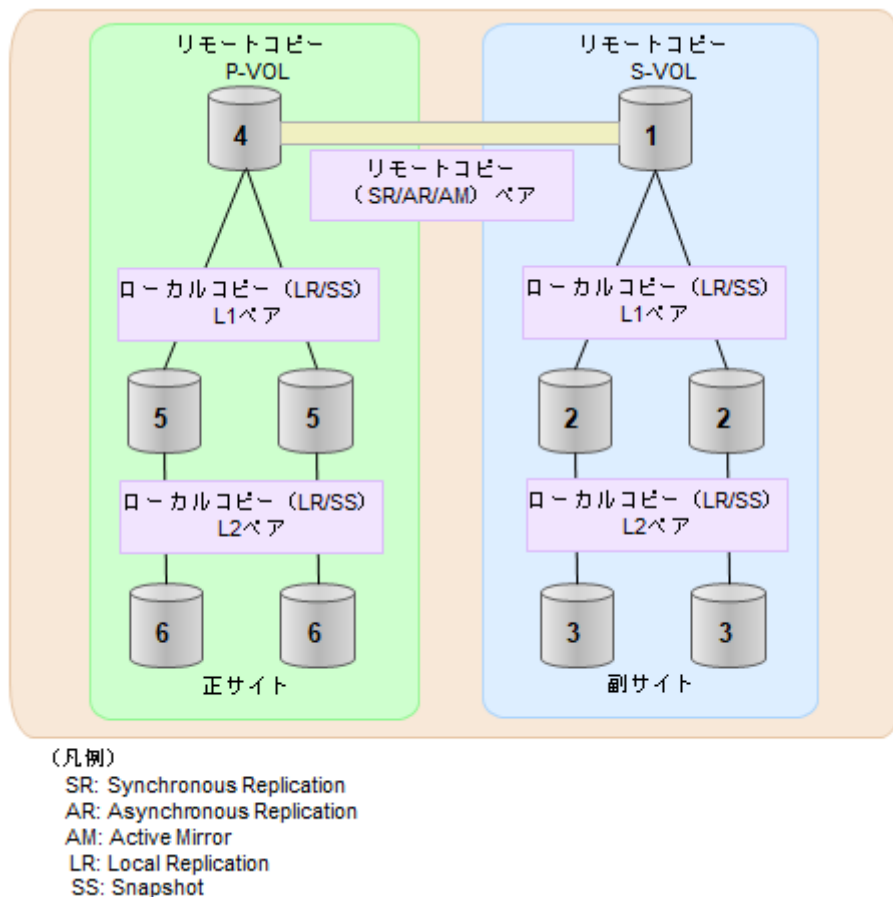 リモートコピー
P-VOL
リモートコピー
S-VOL
4
1
リモートコピー
（SR/AR/AM）ペア
ローカルコピー（LR/SS）
L1ペア
ローカルコピー（LR/SS）
L1ペア
5
5
2
2
ローカルコピー（LR/SS）
L2ペア
ローカルコピー（LR/SS）
L2ペア
6
6
3
3
正サイト
副サイト
（凡例）
SR: Synchronous Replication
AR: Asynchronous Replication
AM: Active Mirror
LR: Local Replication
SS: Snapshot